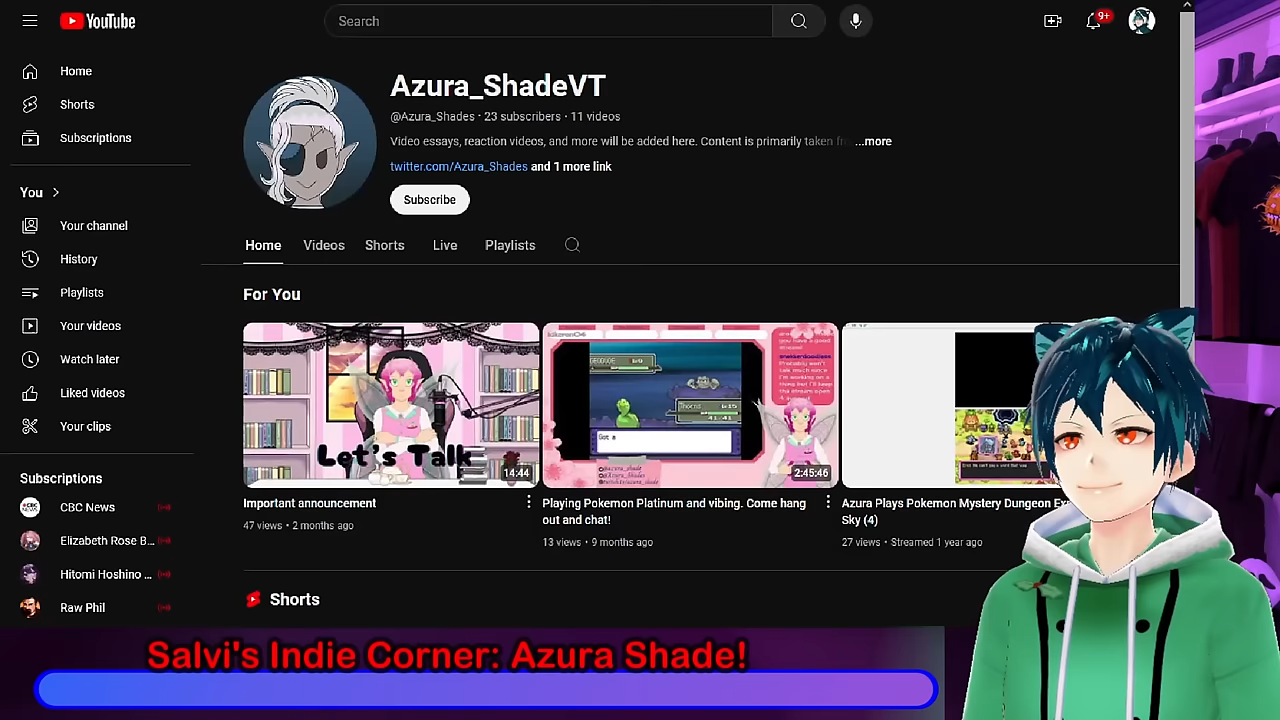 YouTube
Search
9+
Home
Shorts
Subscriptions
You
Your channel
History
Playlists
Your videos
Watch later
Liked videos
Your clips
Subscriptions
CBC News
Elizabeth Rose B...
Hitomi Hoshino ...
Raw Phil
Azura_ShadeVT
@Azura_Shades · 23 subscribers · 11 videos
Video essays, reaction videos, and more will be added here. Content is primarily taken ...more
twitter.com/Azura_Shades and 1 more link
Subscribe
Home Videos Shorts Live Playlists
For You
Let's Talk
14:44
Important announcement
47 views · 2 months ago
Got a
2:45:46
Playing Pokemon Platinum and vibing. Come hang
out and chat!
13 views · 9 months ago
Azura Plays Pokemon Mystery Dungeon
Sky (4)
27 views · Streamed 1 year ago
Shorts
Salvi's Indie Corner: Azura Shade!